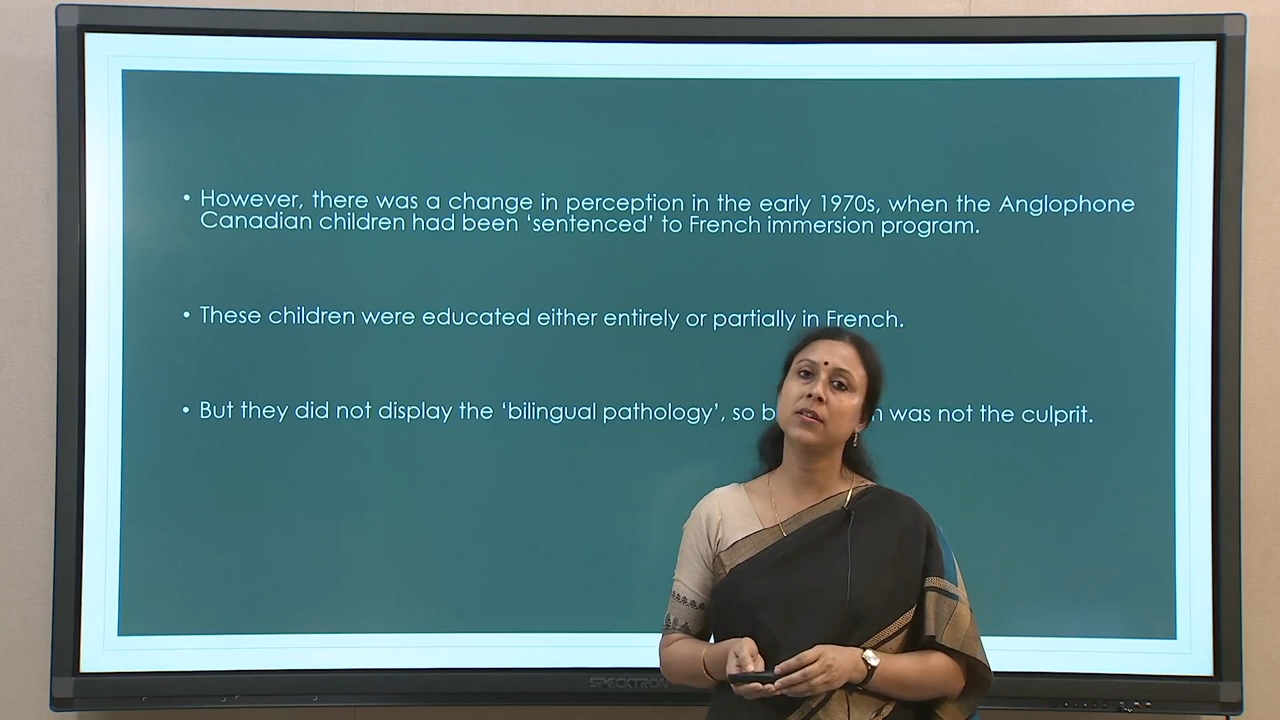 • However, there was a change in perception in the early 1970s, when the Anglophone
Canadian children had been ‘sentenced’ to French immersion program.
• These children were educated either entirely or partially in French.
• But they did not display the ‘bilingual pathology’, so was not the culprit.
SPECKTRON